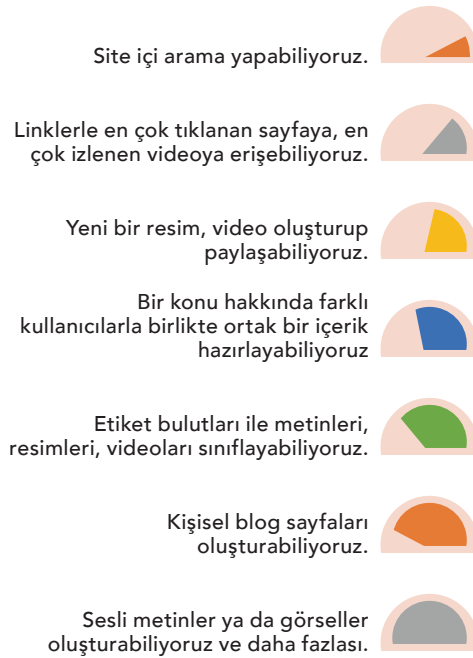 Site içi arama yapabiliyoruz.
Linklerle en çok tıklanan sayfaya, en
çok izlenen videoya erişebiliyoruz.
Yeni bir resim, video oluşturup
paylaşabiliyoruz.
Bir konu hakkında farklı
kullanıcılarla birlikte ortak bir içerik
hazırlayabiliyoruz
Etiket bulutları ile metinleri,
resimleri, videoları sınıflayabiliyoruz.
Kişisel blog sayfaları
oluşturabiliyoruz.
Sesli metinler ya da görseller
oluşturabiliyoruz ve daha fazlası.